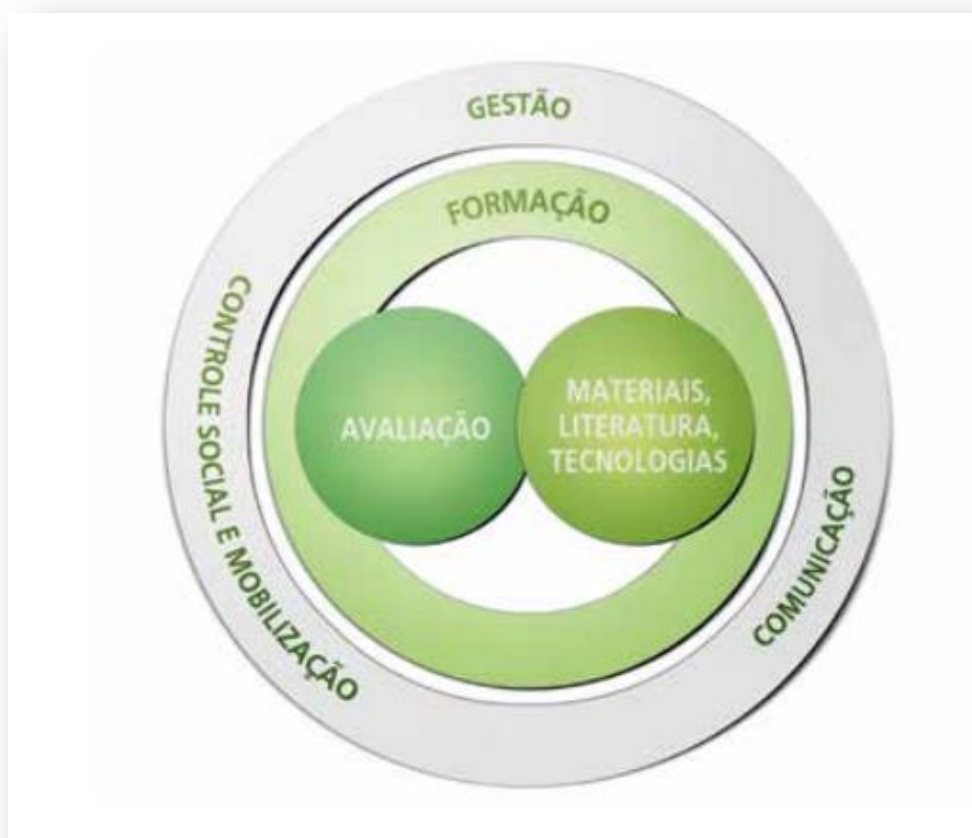 GESTÃO
FORMAÇÃO
CONTROLE SOCIAL E MOBILIZAÇÃO
AVALIAÇÃO
MATERIAIS,
LITERATURA,
TECNOLOGIAS
COMUNICAÇÃO